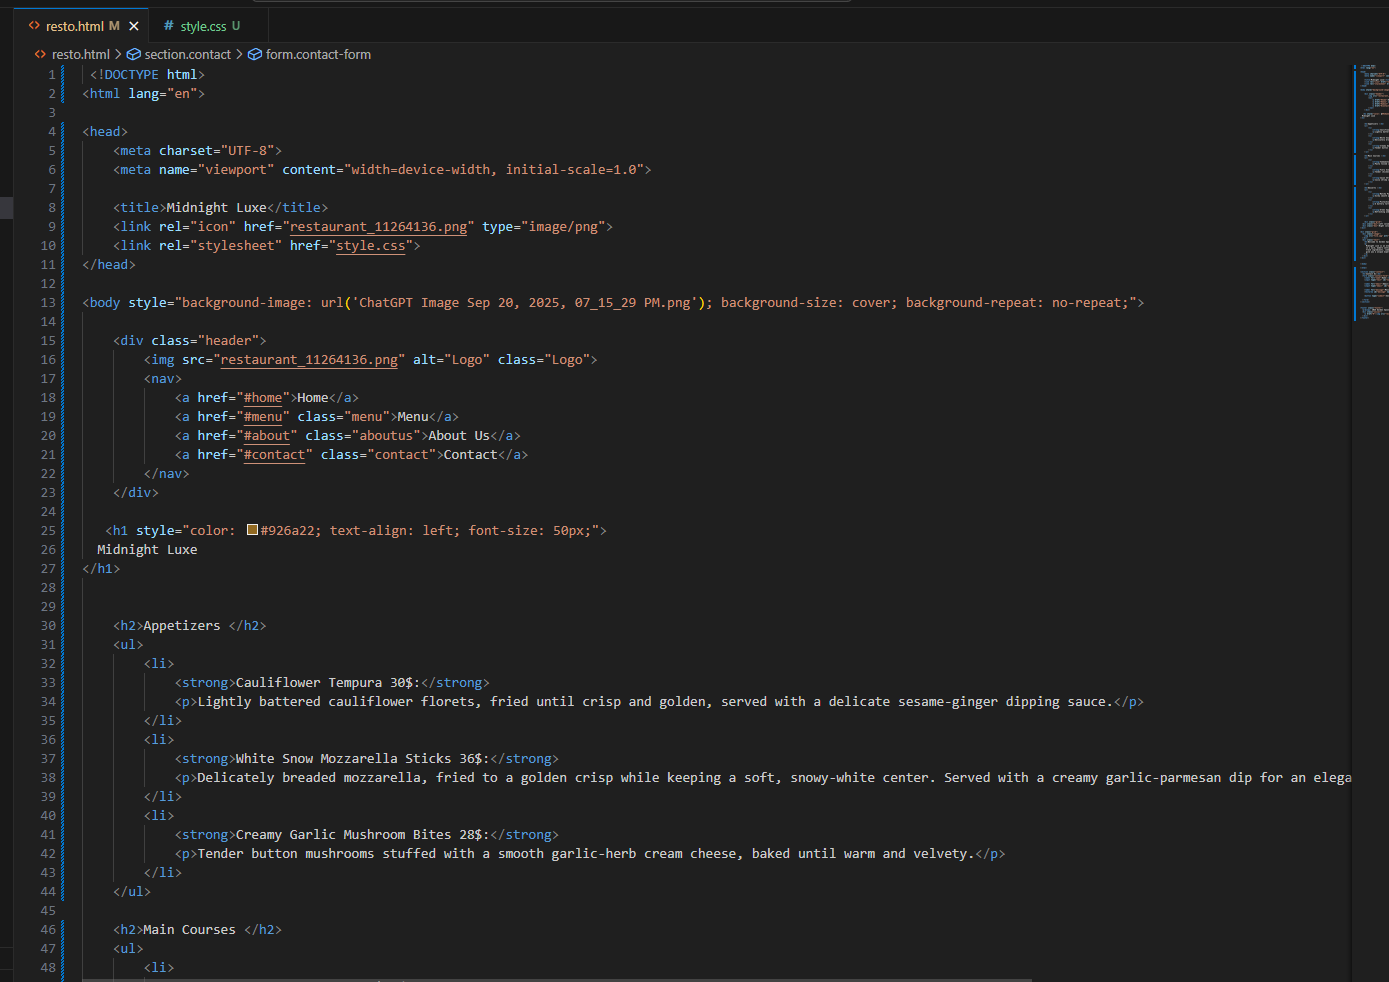 resto.html M
# style.css U
resto.html > section.contact > form.contact-form
1 <!DOCTYPE html>
2 <html lang="en">
3
4 <head>
5 <meta charset="UTF-8">
6 <meta name="viewport" content="width=device-width, initial-scale=1.0">
7
8 <title>Midnight Luxe</title>
9 <link rel="icon" href="restaurant_11264136.png" type="image/png">
10 <link rel="stylesheet" href="style.css">
11 </head>
12
13 <body style="background-image: url('ChatGPT Image Sep 20, 2025, 07_15_29 PM.png'); background-size: cover; background-repeat: no-repeat;">
14
15 <div class="header">
16 <img src="restaurant_11264136.png" alt="Logo" class="Logo">
17 <nav>
18 <a href="#home">Home</a>
19 <a href="#menu" class="menu">Menu</a>
20 <a href="#about" class="aboutus">About Us</a>
21 <a href="#contact" class="contact">Contact</a>
22 </nav>
23 </div>
24
25 <h1 style="color: #926a22; text-align: left; font-size: 50px;">
26 Midnight Luxe
27 </h1>
28
29
30 <h2>Appetizers </h2>
31 <ul>
32 <li>
33 <strong>Cauliflower Tempura 30$:</strong>
34 <p>Lightly battered cauliflower florets, fried until crisp and golden, served with a delicate sesame-ginger dipping sauce.</p>
35 </li>
36 <li>
37 <strong>White Snow Mozzarella Sticks 36$:</strong>
38 <p>Delicately breaded mozzarella, fried to a golden crisp while keeping a soft, snowy-white center. Served with a creamy garlic-parmesan dip for an elega
39 </li>
40 <li>
41 <strong>Creamy Garlic Mushroom Bites 28$:</strong>
42 <p>Tender button mushrooms stuffed with a smooth garlic-herb cream cheese, baked until warm and velvety.</p>
43 </li>
44 </ul>
45
46 <h2>Main Courses </h2>
47 <ul>
48 <li>